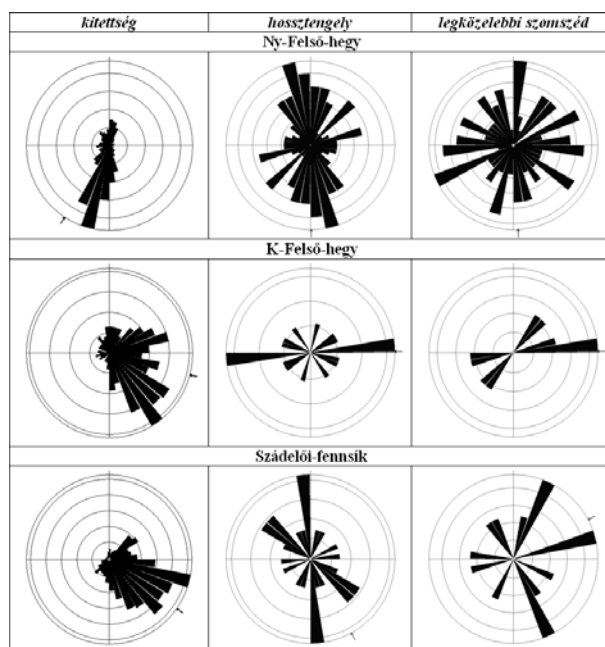 kitettség hossztengely legközelebbi szomszéd
Ny-Felső-hegy
K-Felső-hegy
Szádelői-fennsík